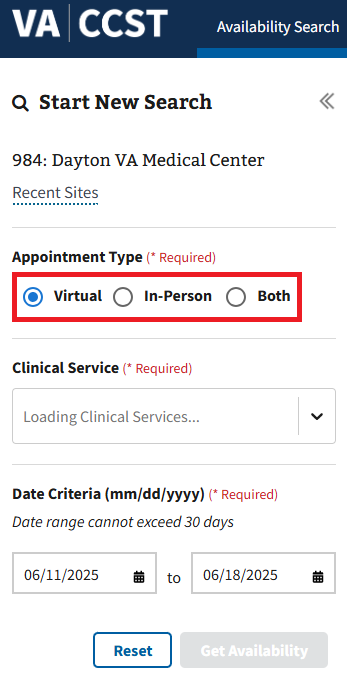 VA CCST Availability Search
Start New Search
984: Dayton VA Medical Center
Recent Sites
Appointment Type (* Required)
Virtual In-Person Both
Clinical Service (* Required)
Loading Clinical Services...
Date Criteria (mm/dd/yyyy) (* Required)
Date range cannot exceed 30 days
06/11/2025 to 06/18/2025
Reset Get Availability